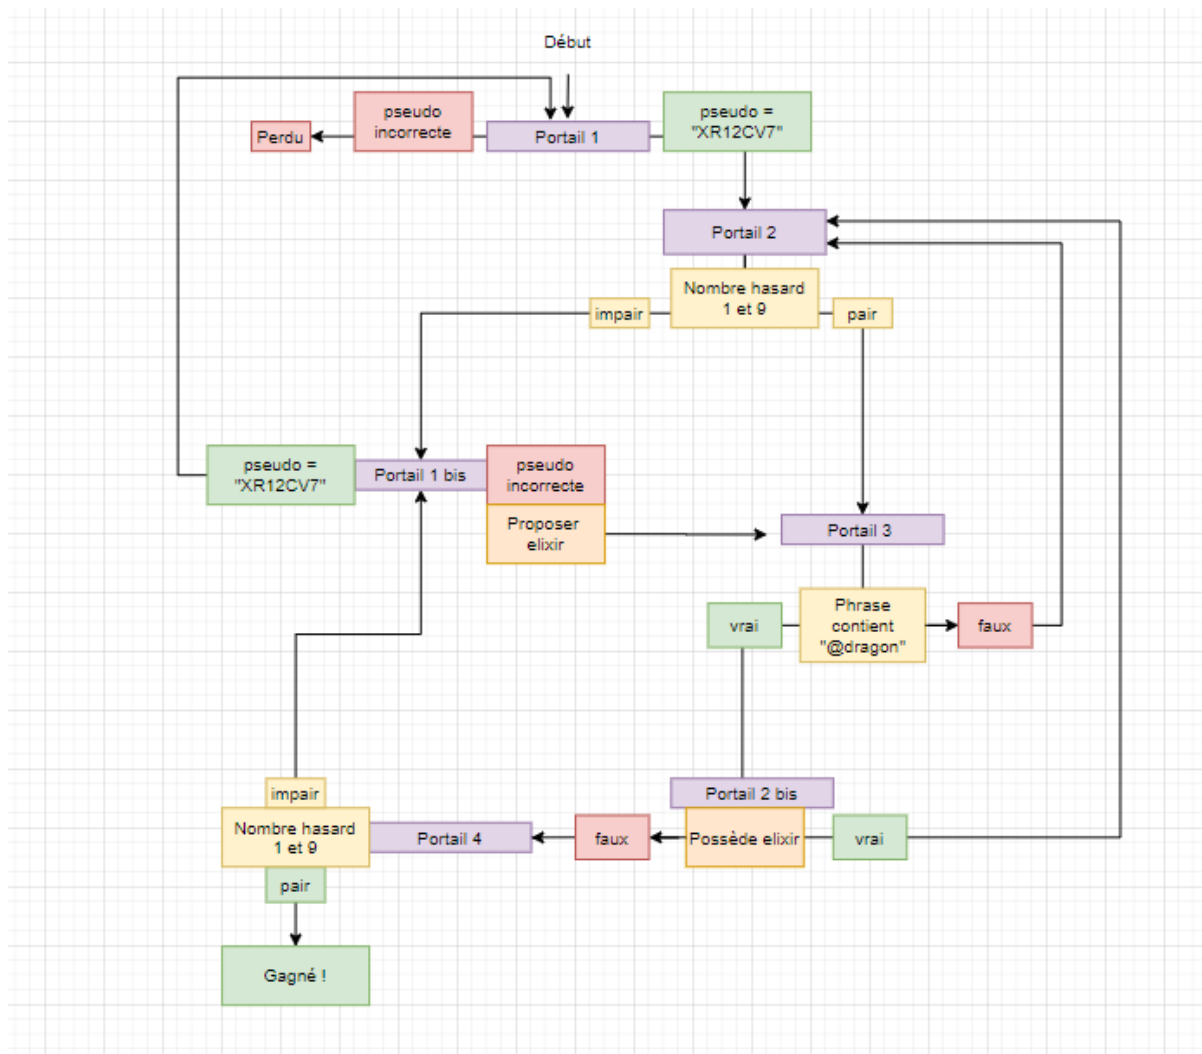 Début
pseudo
incorrecte
pseudo =
"XR12CV7"
Perdu
Portail 1
Portail 2
Nombre hasard
1 et 9
impair
pair
pseudo =
"XR12CV7"
Portail 1 bis
pseudo
incorrecte
Proposer
elixir
Portail 3
vrai
Phrase
contient
"@dragon"
faux
impair
Portail 2 bis
Nombre hasard
1 et 9
Portail 4
faux
Possède elixir
vrai
pair
Gagné !